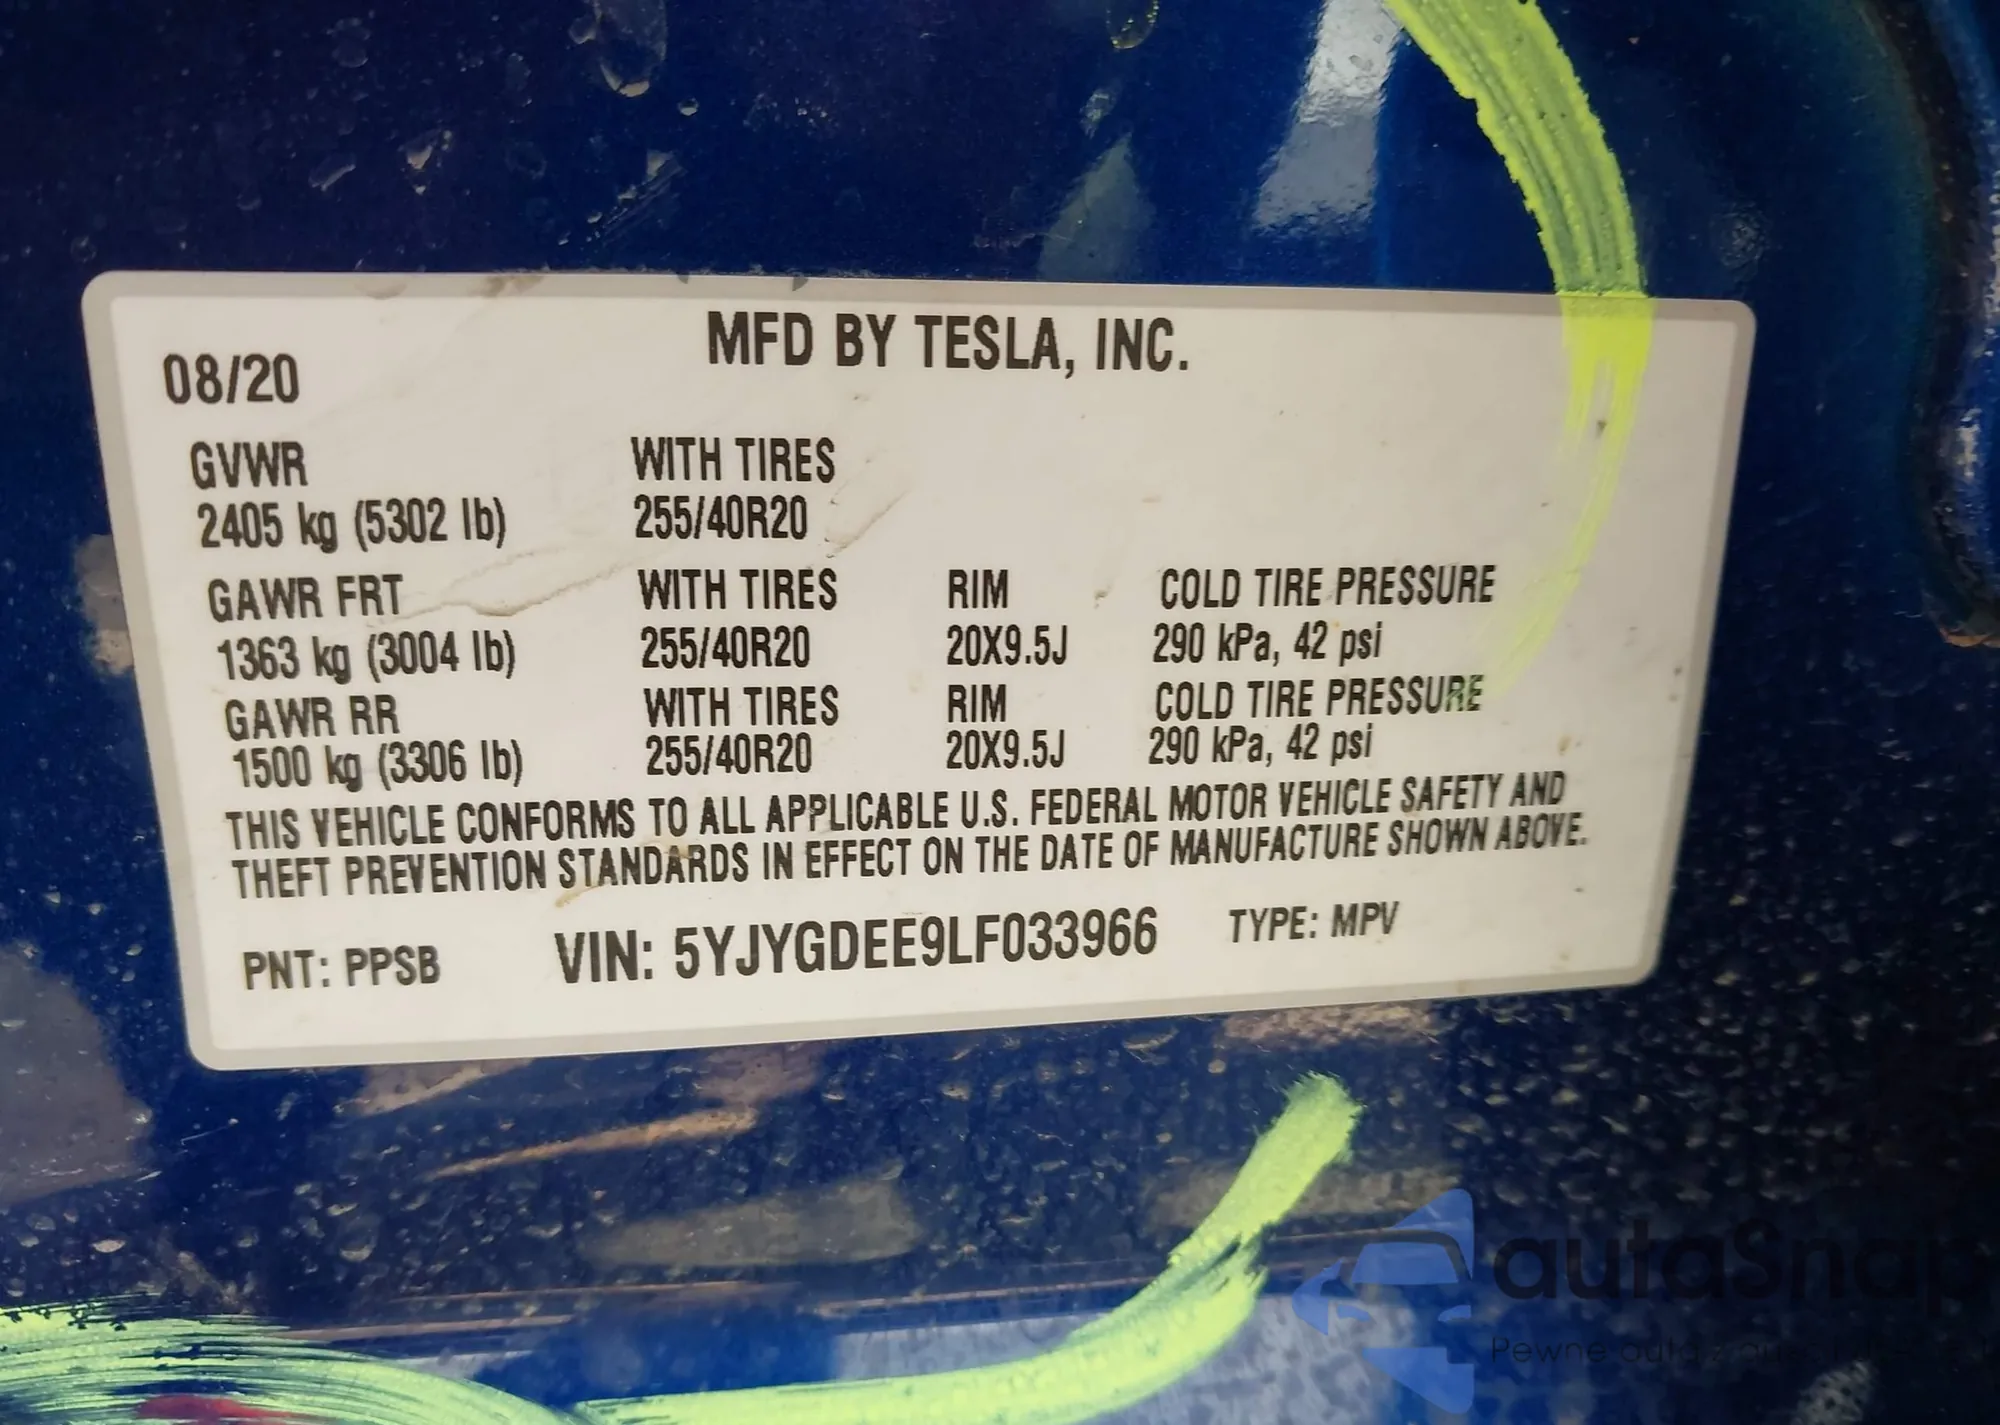 MFD BY TESLA, INC.
08/20
GVWR WITH TIRES
2405 kg (5302 lb) 255/40R20
GAWR FRT WITH TIRES RIM COLD TIRE PRESSURE
1363 kg (3004 lb) 255/40R20 20X9.5J 290 kPa, 42 psi
GAWR RR WITH TIRES RIM COLD TIRE PRESSURE
1500 kg (3306 lb) 255/40R20 20X9.5J 290 kPa, 42 psi
THIS VEHICLE CONFORMS TO ALL APPLICABLE U.S. FEDERAL MOTOR VEHICLE SAFETY AND
THEFT PREVENTION STANDARDS IN EFFECT ON THE DATE OF MANUFACTURE SHOWN ABOVE.
PNT: PPSB VIN: 5YJYGDEE9LF033966 TYPE: MPV
autaSnap
Pewne auta z